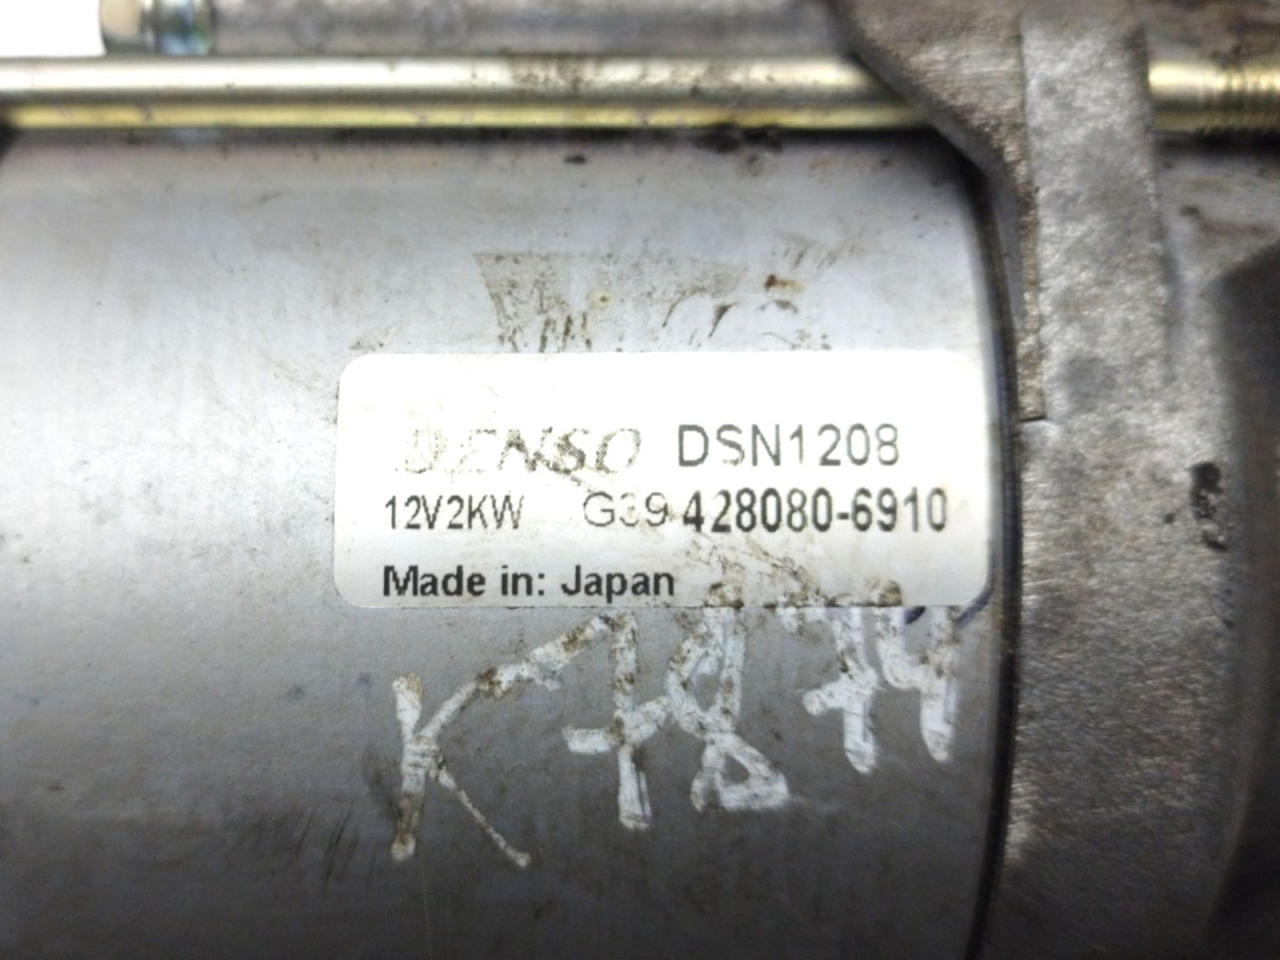 DENSO DSN1208
12V2KW G39 428080-6910
Made in: Japan
K7874